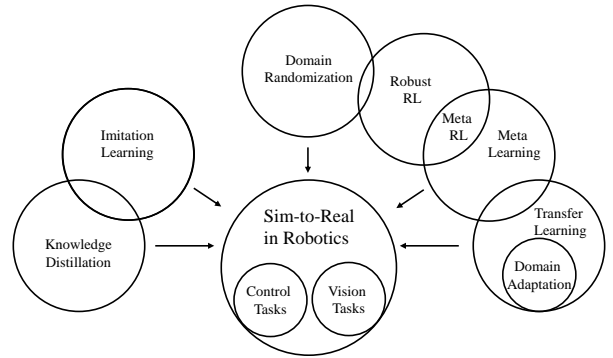 Domain
Randomization
Robust
RL
Meta
RL
Meta
Learning
Imitation
Learning
Knowledge
Distillation
Sim-to-Real
in Robotics
Control
Tasks
Vision
Tasks
Transfer
Learning
Domain
Adaptation